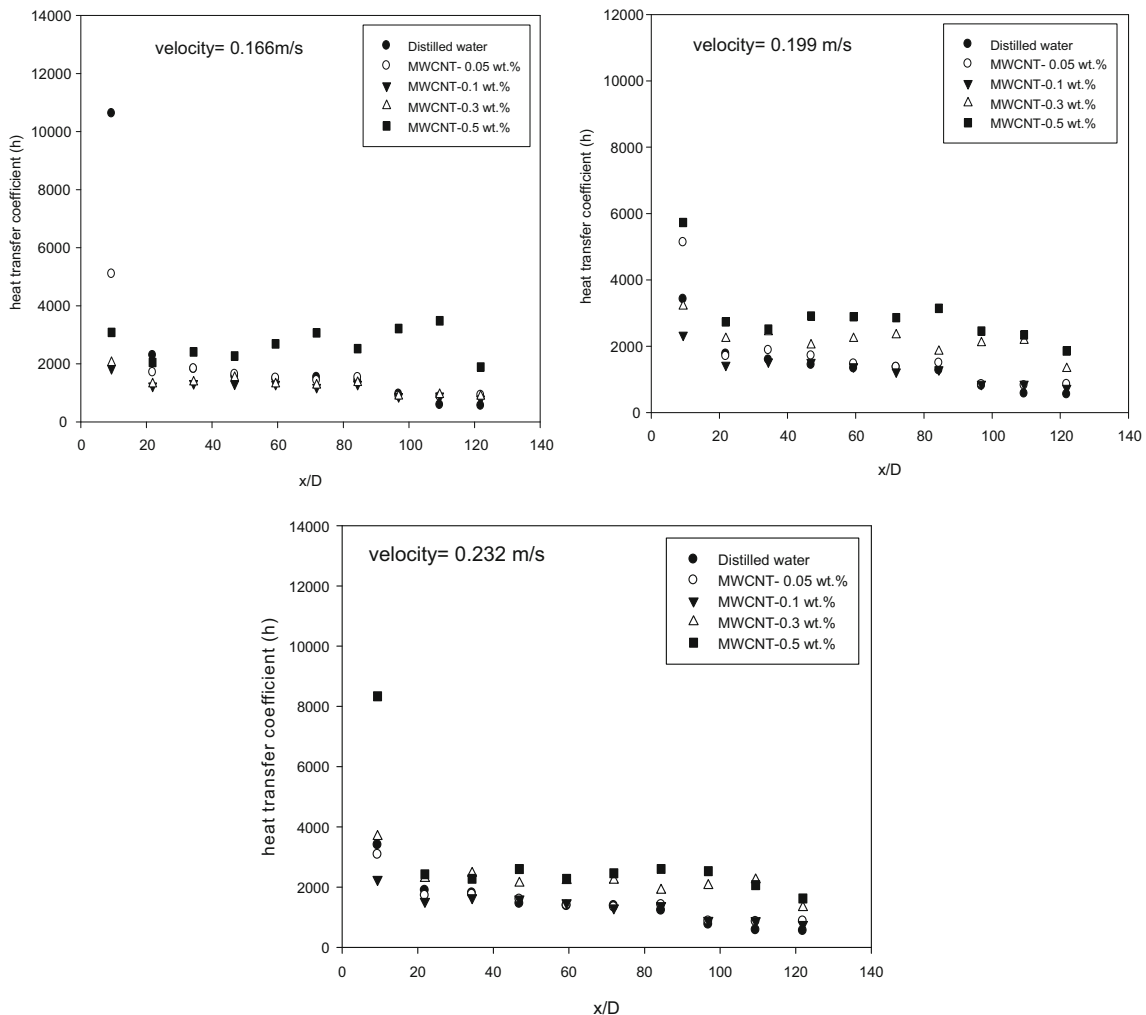 14000
12000
10000
8000
6000
4000
2000
0
heat transfer coefficient (h)
velocity= 0.166m/s
Distilled water
MWCNT- 0.05 wt.%
MWCNT-0.1 wt.%
MWCNT-0.3 wt.%
MWCNT-0.5 wt.%
0 20 40 60 80 100 120 140
x/D
12000
10000
8000
6000
4000
2000
0
heat transfer coefficient (h)
velocity= 0.199 m/s
Distilled water
MWCNT- 0.05 wt.%
MWCNT-0.1 wt.%
MWCNT-0.3 wt.%
MWCNT-0.5 wt.%
0 20 40 60 80 100 120 140
x/D
14000
12000
10000
8000
6000
4000
2000
0
heat transfer coefficient (h)
velocity= 0.232 m/s
Distilled water
MWCNT- 0.05 wt.%
MWCNT-0.1 wt.%
MWCNT-0.3 wt.%
MWCNT-0.5 wt.%
0 20 40 60 80 100 120 140
x/D